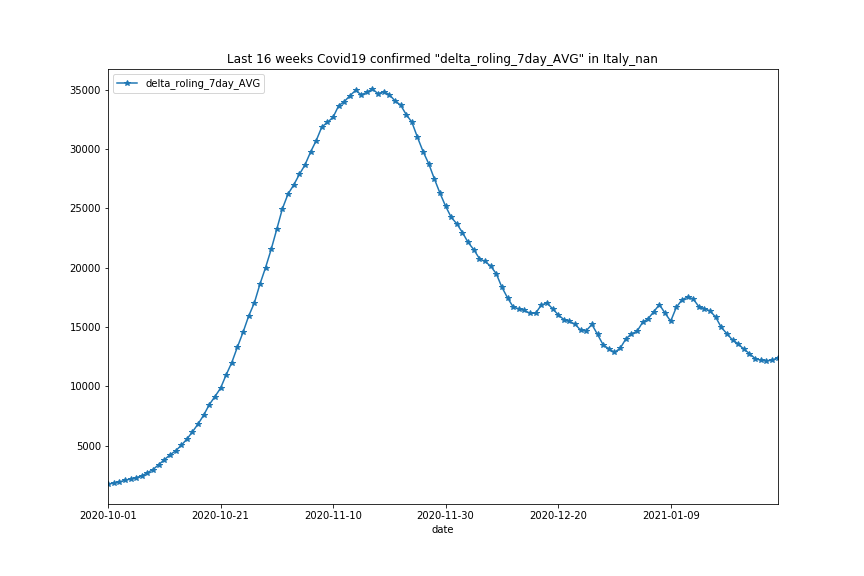 Last 16 weeks Covid19 confirmed "delta_roling_7day_AVG" in Italy_nan
delta_roling_7day_AVG
35000
30000
25000
20000
15000
10000
5000
2020-10-01 2020-10-21 2020-11-10 2020-11-30 2020-12-20 2021-01-09
date